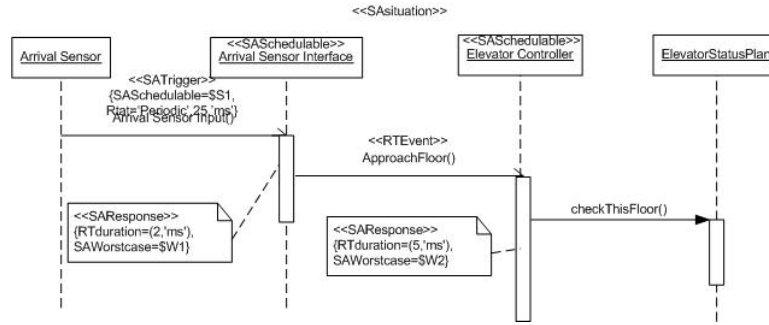 <<SAsituation>>
Arrival Sensor
<<SASchedulable>>
Arrival Sensor Interface
<<SASchedulable>>
Elevator Controller
ElevatorStatusPlan
<<SATrigger>>
{SASchedulable=$S1,
Rtat='Periodic',25,'ms'}
Arrival Sensor Input()
<<RTEvent>>
ApproachFloor()
<<SAResponse>>
{RTduration=(2,'ms'),
SAWorstcase=$W1}
<<SAResponse>>
{RTduration=(5,'ms'),
SAWorstcase=$W2}
checkThisFloor()